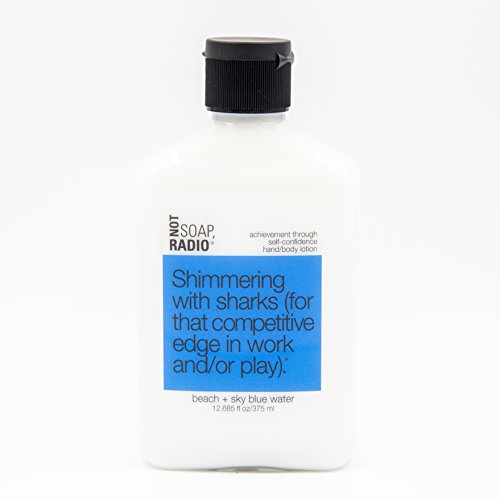 NOT
SOAP,
RADIO®
achievement through
self-confidence
hand/body lotion
Shimmering
with sharks (for
that competitive
edge in work
and/or play).
beach + sky blue water
12.685 fl oz/375 ml